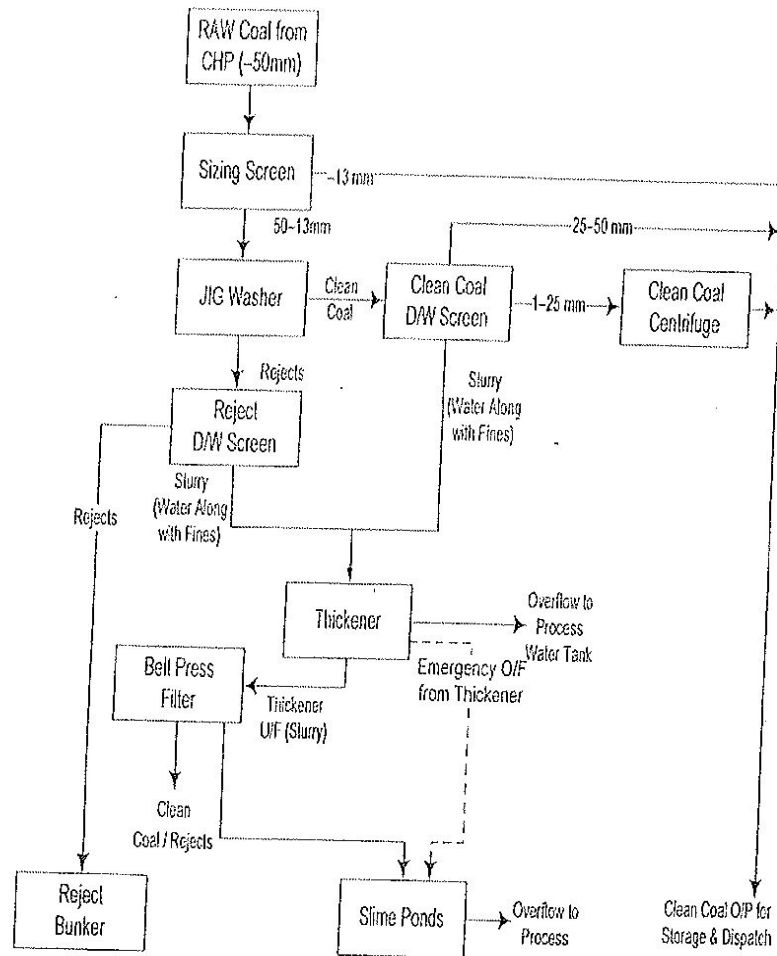 RAW Coal from
CHP (-50mm)
Sizing Screen
-13 mm
50-13mm
25-50 mm
JIG Washer
Clean
Coal
Clean Coal
D/W Screen
1-25 mm
Clean Coal
Centrifuge
Rejects
Reject
D/W Screen
Slurry
(Water Along
with Fines)
Rejects
Slurry
(Water Along
with Fines)
Thickener
Overflow to
Process
Water Tank
Emergency O/F
from Thickener
Bell Press
Filter
Thickener
U/F (Slurry)
Clean
Coal / Rejects
Reject
Bunker
Slime Ponds
Overflow to
Process
Clean Coal O/P for
Storage & Dispatch